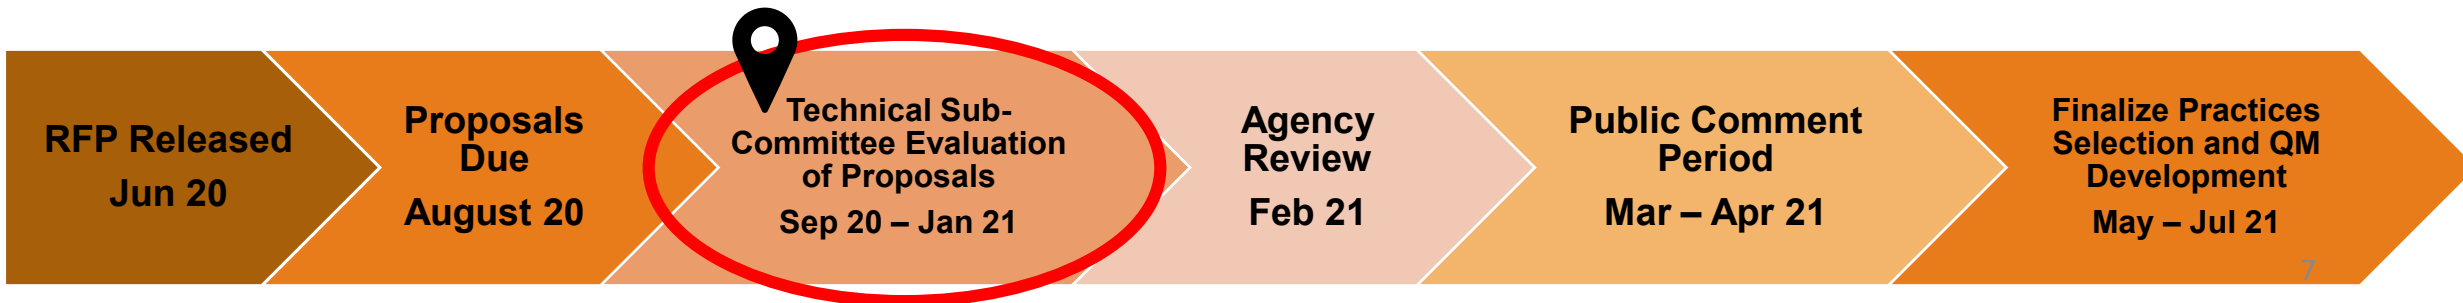 RFP Released
Jun 20
Proposals
Due
August 20
Technical Sub-
Committee Evaluation
of Proposals
Sep 20 – Jan 21
Agency
Review
Feb 21
Public Comment
Period
Mar – Apr 21
Finalize Practices
Selection and QM
Development
May – Jul 21
7